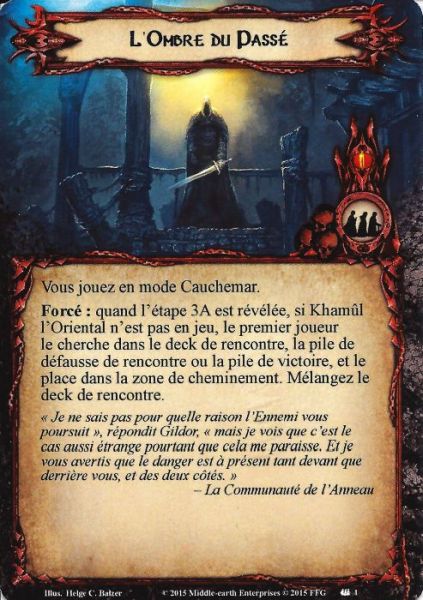 L'Ombre du Passé
Vous jouez en mode Cauchemar.
Forcé : quand l'étape 3A est révélée, si Khamûl
l'Oriental n'est pas en jeu, le premier joueur
le cherche dans le deck de rencontre, la pile de
défausse de rencontre ou la pile de victoire, et le
place dans la zone de cheminement. Mélangez le
deck de rencontre.
« Je ne sais pas pour quelle raison l'Ennemi vous
poursuit », répondit Gildor, « mais je vois que c'est le
cas aussi étrange pourtant que cela me paraisse. Et je
vous avertis que le danger est à présent tant devant que
derrière vous, et des deux côtés. »
– La Communauté de l'Anneau
Illus. Helge C. Balzer © 2015 Middle-earth Enterprises © 2015 FFG 1